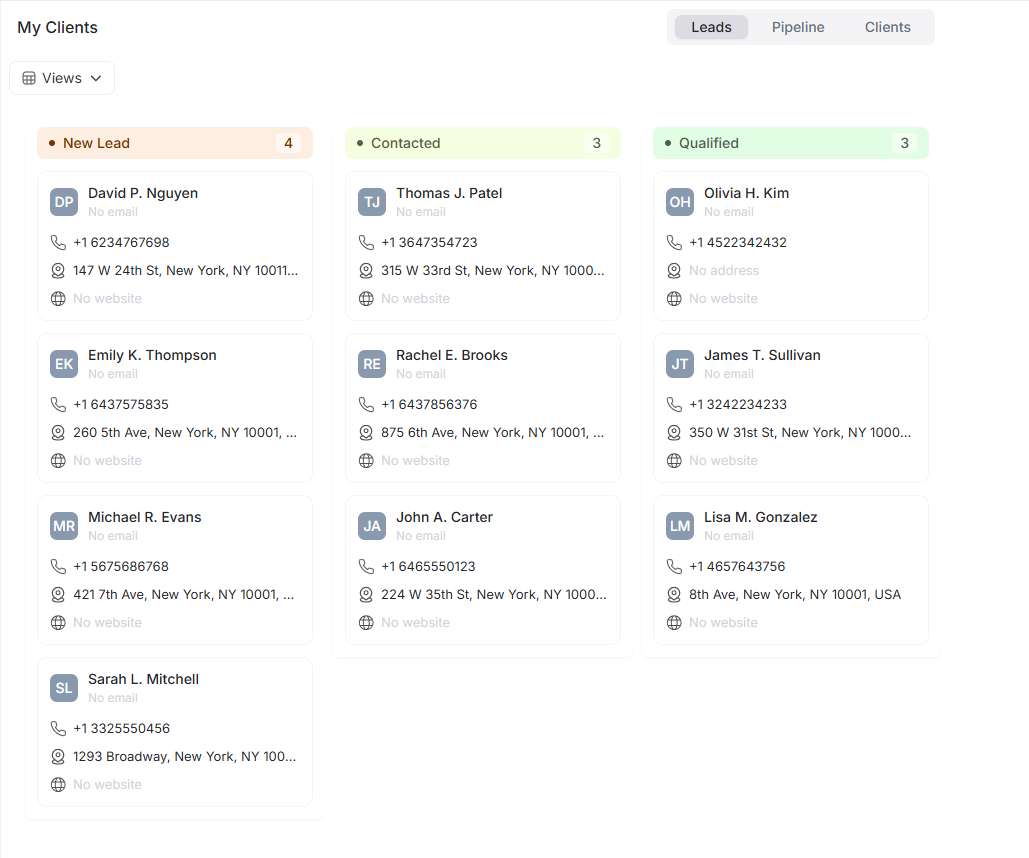 My Clients
Leads Pipeline Clients
Views
New Lead 4
DP David P. Nguyen
No email
+1 6234767698
147 W 24th St, New York, NY 10011...
No website
EK Emily K. Thompson
No email
+1 6437575835
260 5th Ave, New York, NY 10001, ...
No website
MR Michael R. Evans
No email
+1 5675686768
421 7th Ave, New York, NY 10001, ...
No website
SL Sarah L. Mitchell
No email
+1 3325550456
1293 Broadway, New York, NY 100...
No website
Contacted 3
TJ Thomas J. Patel
No email
+1 3647354723
315 W 33rd St, New York, NY 1000...
No website
RE Rachel E. Brooks
No email
+1 6437856376
875 6th Ave, New York, NY 10001, ...
No website
JA John A. Carter
No email
+1 6465550123
224 W 35th St, New York, NY 1000...
No website
Qualified 3
OH Olivia H. Kim
No email
+1 4522342432
No address
No website
JT James T. Sullivan
No email
+1 3242234233
350 W 31st St, New York, NY 1000...
No website
LM Lisa M. Gonzalez
No email
+1 4657643756
8th Ave, New York, NY 10001, USA
No website